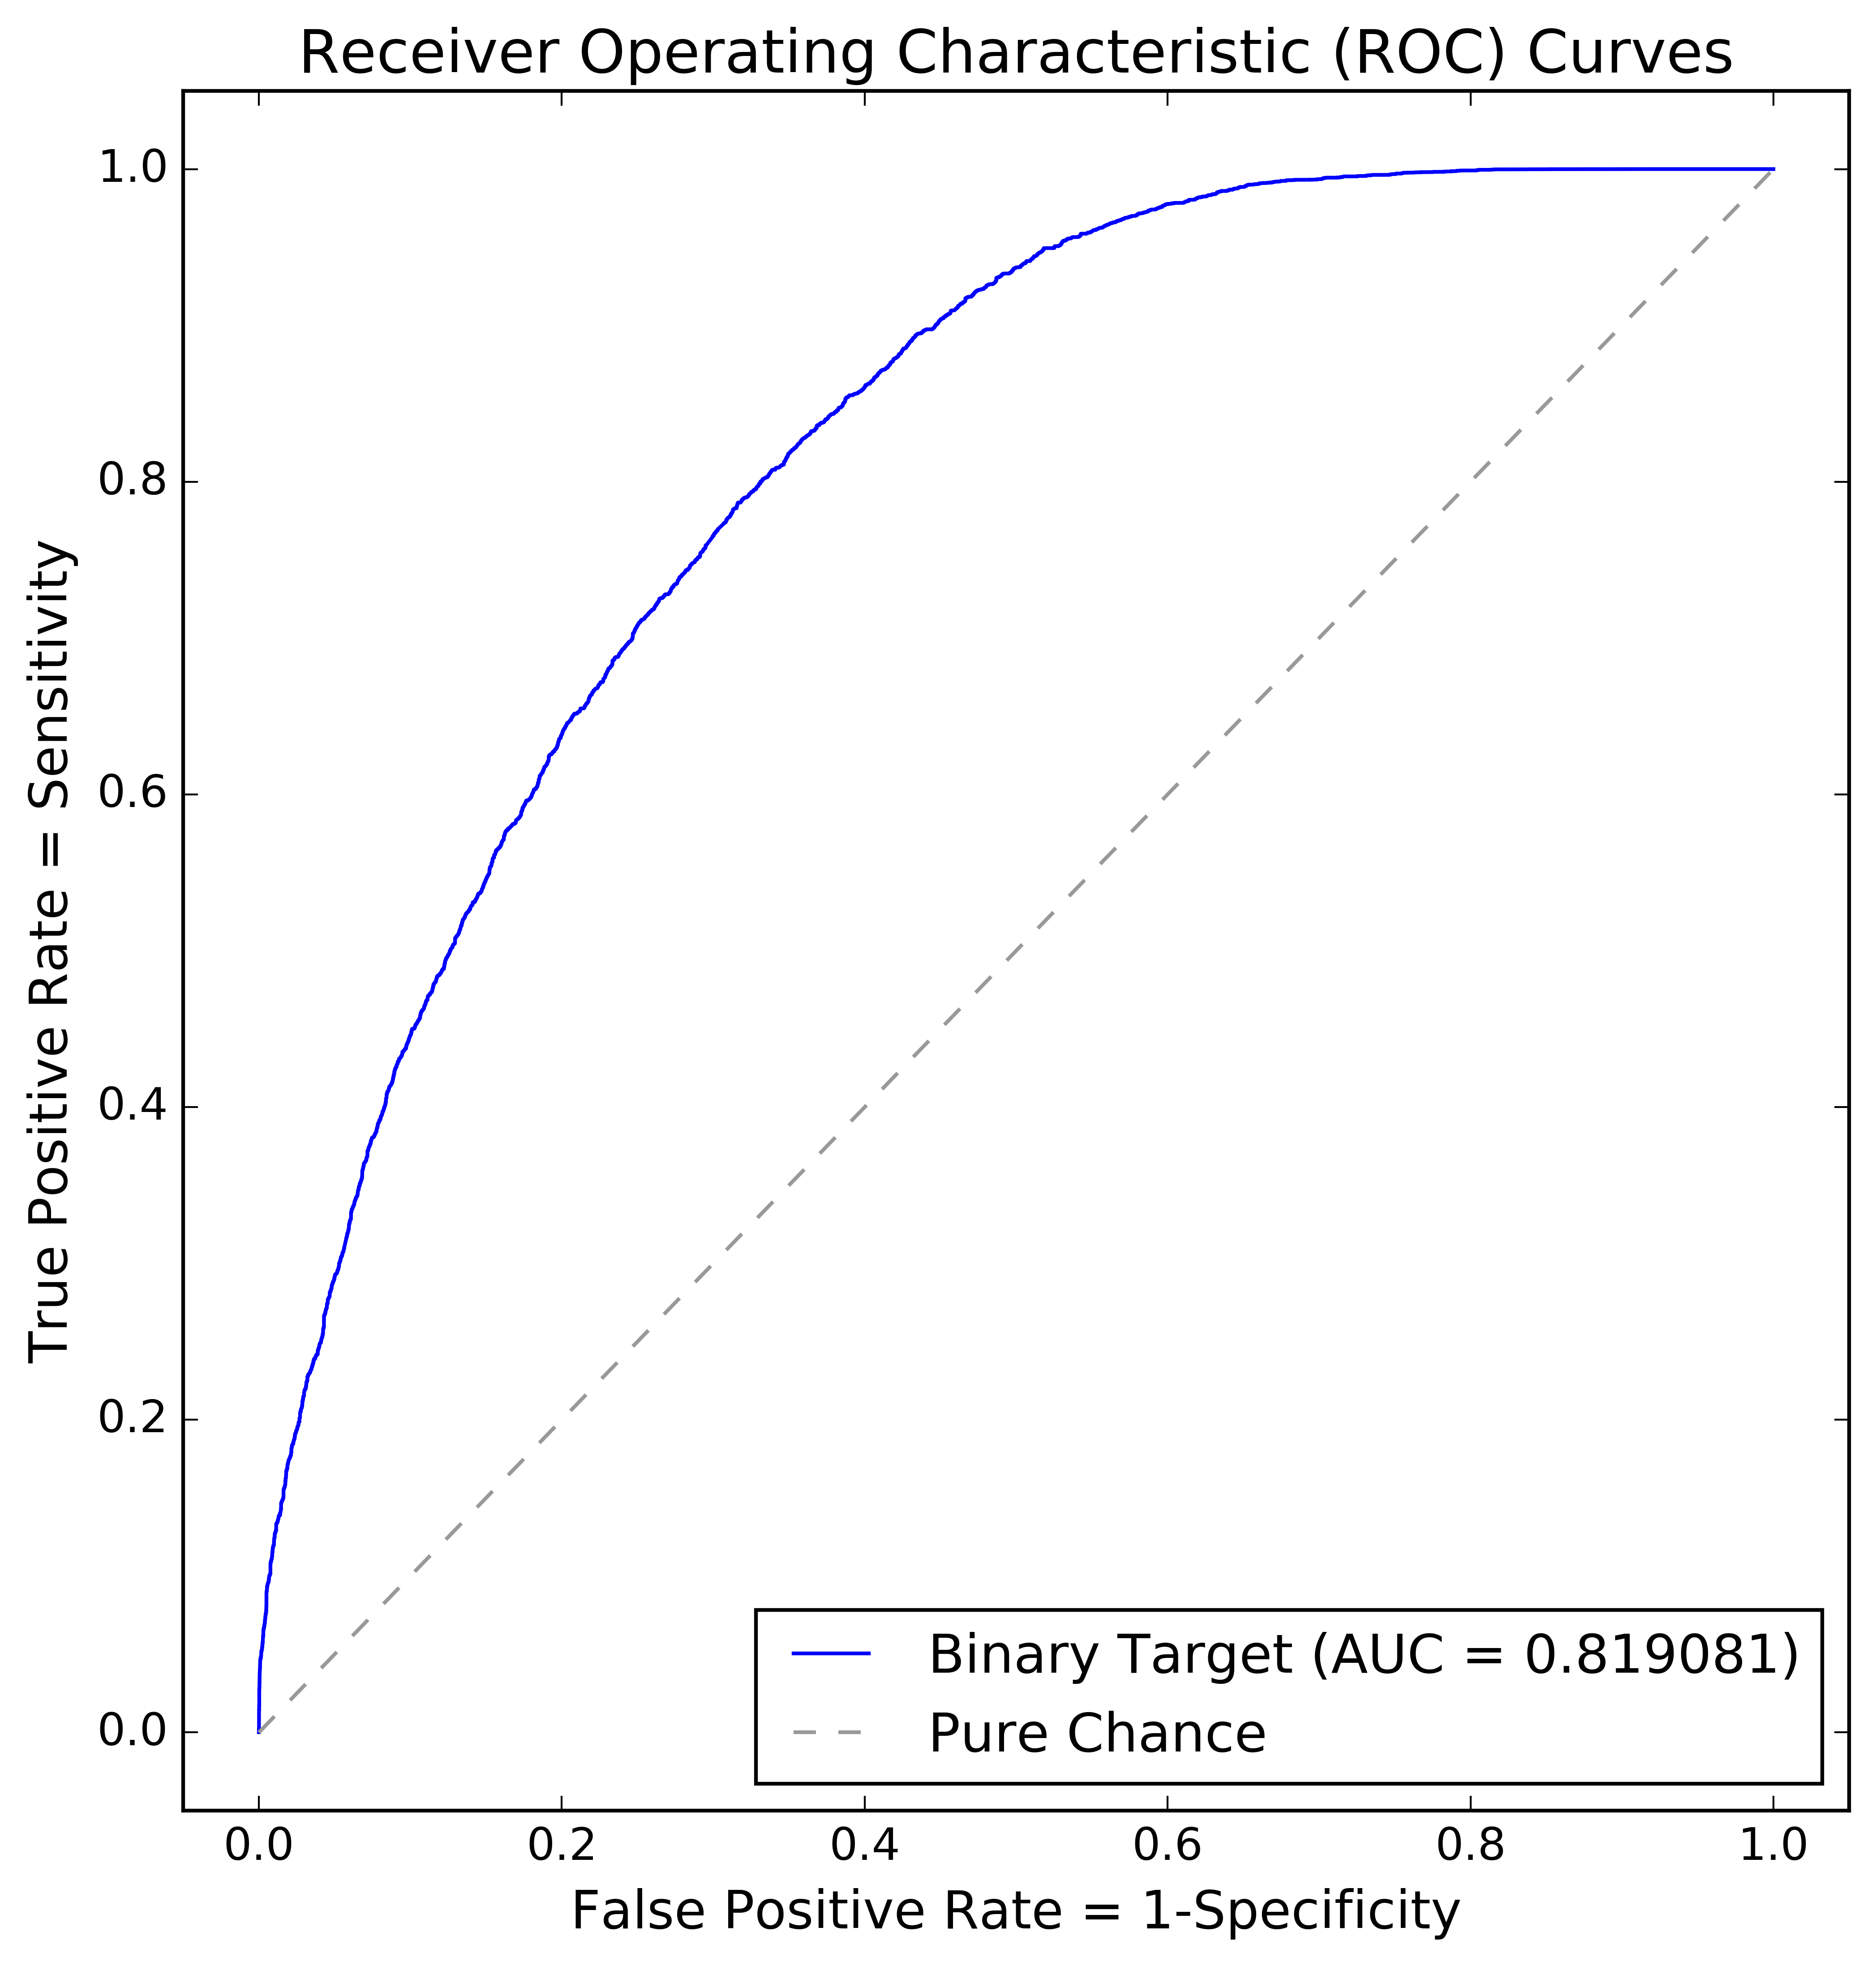 Receiver Operating Characteristic (ROC) Curves
1.0
0.8
0.6
0.4
0.2
0.0
True Positive Rate = Sensitivity
Binary Target (AUC = 0.819081)
Pure Chance
0.0 0.2 0.4 0.6 0.8 1.0
False Positive Rate = 1-Specificity